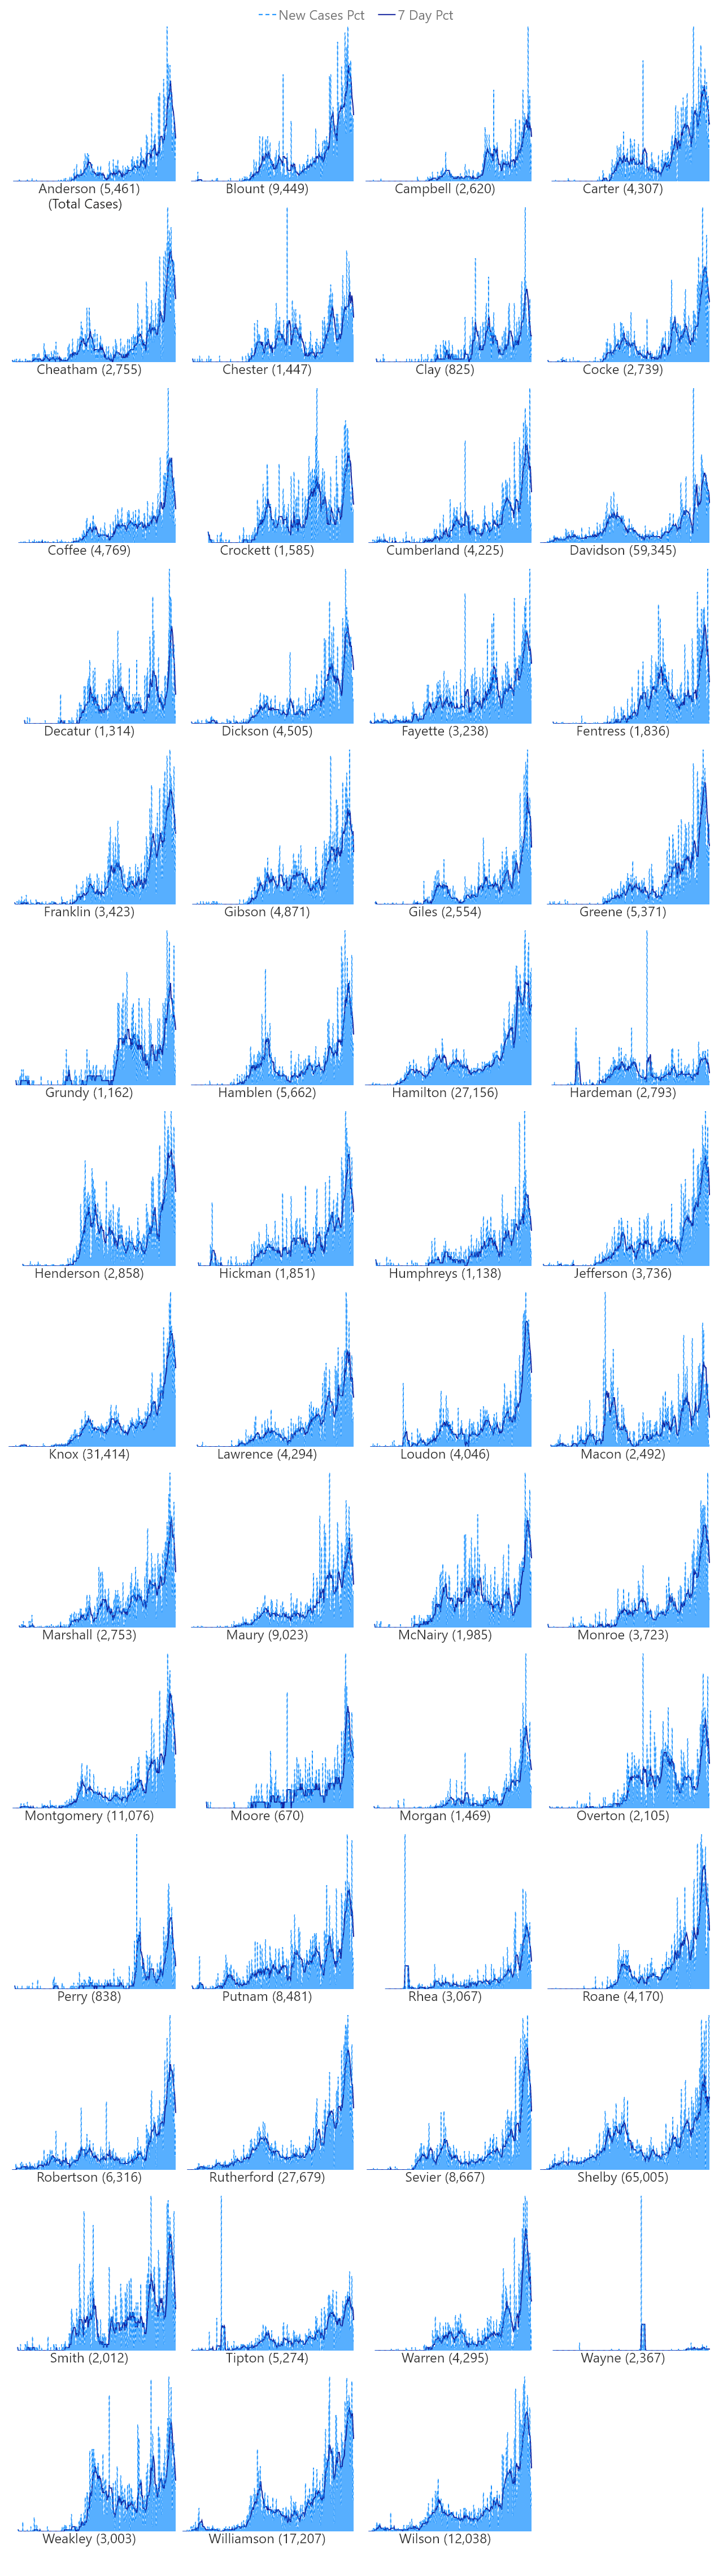 New Cases Pct 7 Day Pct
Anderson (5,461) Blount (9,449) Campbell (2,620) Carter (4,307)
(Total Cases)
Cheatham (2,755) Chester (1,447) Clay (825) Cocke (2,739)
Coffee (4,769) Crockett (1,585) Cumberland (4,225) Davidson (59,345)
Decatur (1,314) Dickson (4,505) Fayette (3,238) Fentress (1,836)
Franklin (3,423) Gibson (4,871) Giles (2,554) Greene (5,371)
Grundy (1,162) Hamblen (5,662) Hamilton (27,156) Hardeman (2,793)
Henderson (2,858) Hickman (1,851) Humphreys (1,138) Jefferson (3,736)
Knox (31,414) Lawrence (4,294) Loudon (4,046) Macon (2,492)
Marshall (2,753) Maury (9,023) McNairy (1,985) Monroe (3,723)
Montgomery (11,076) Moore (670) Morgan (1,469) Overton (2,105)
Perry (838) Putnam (8,481) Rhea (3,067) Roane (4,170)
Robertson (6,316) Rutherford (27,679) Sevier (8,667) Shelby (65,005)
Smith (2,012) Tipton (5,274) Warren (4,295) Wayne (2,367)
Weakley (3,003) Williamson (17,207) Wilson (12,038)